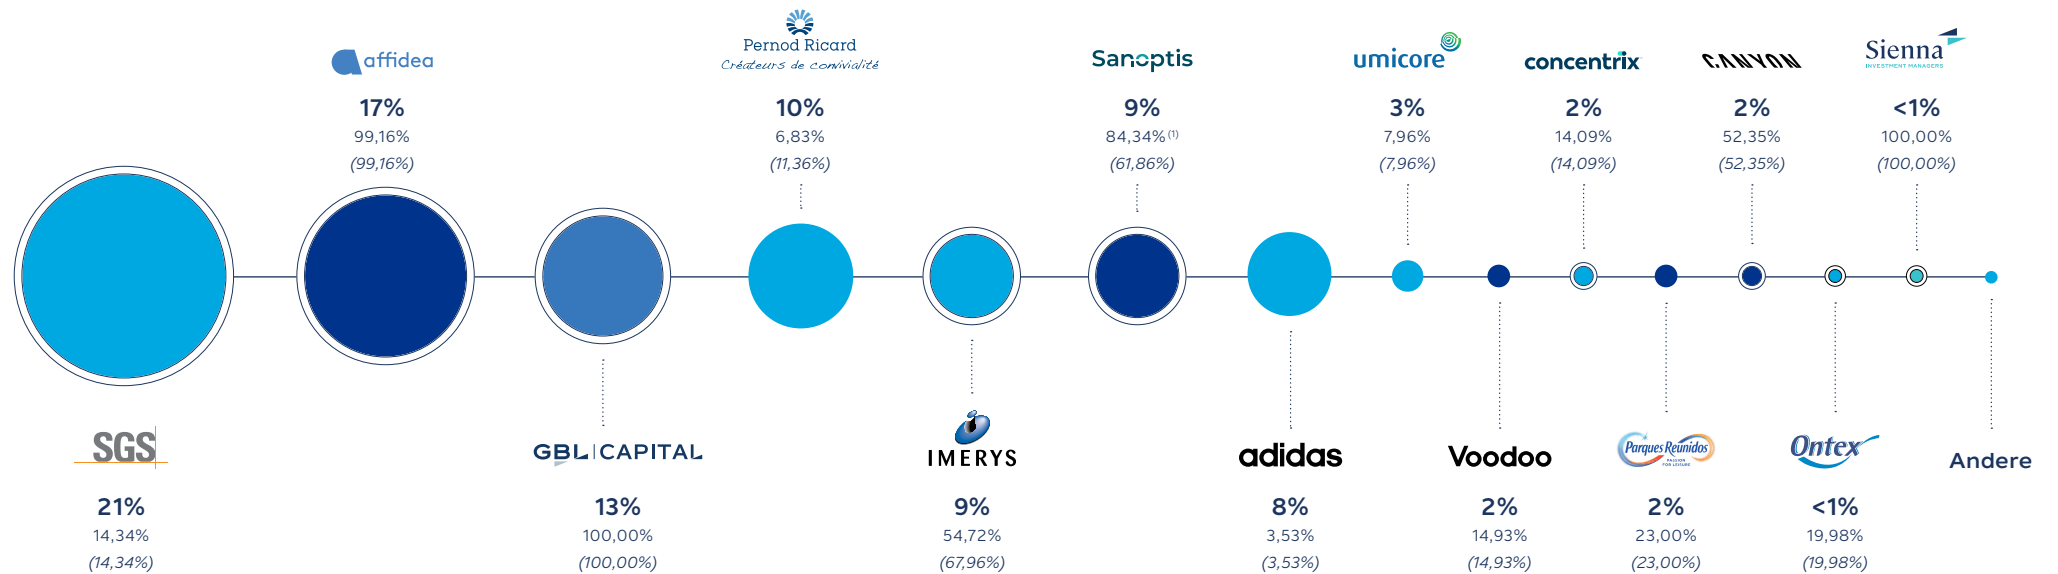 affidea
17%
99,16%
(99,16%)
Pernod Ricard
Créateurs de convivialité
10%
6,83%
(11,36%)
Sanoptis
9%
84,34% (1)
(61,86%)
umicore
3%
7,96%
(7,96%)
concentrix
2%
14,09%
(14,09%)
CANYON
2%
52,35%
(52,35%)
Sienna
INVESTMENT MANAGERS
<1%
100,00%
(100,00%)
SGS
21%
14,34%
(14,34%)
GBL | CAPITAL
13%
100,00%
(100,00%)
IMERYS
9%
54,72%
(67,96%)
adidas
8%
3,53%
(3,53%)
Voodoo
2%
14,93%
(14,93%)
Parques Reunidos
PASSION
FOR LEISURE
2%
23,00%
(23,00%)
Ontex
<1%
19,98%
(19,98%)
Andere